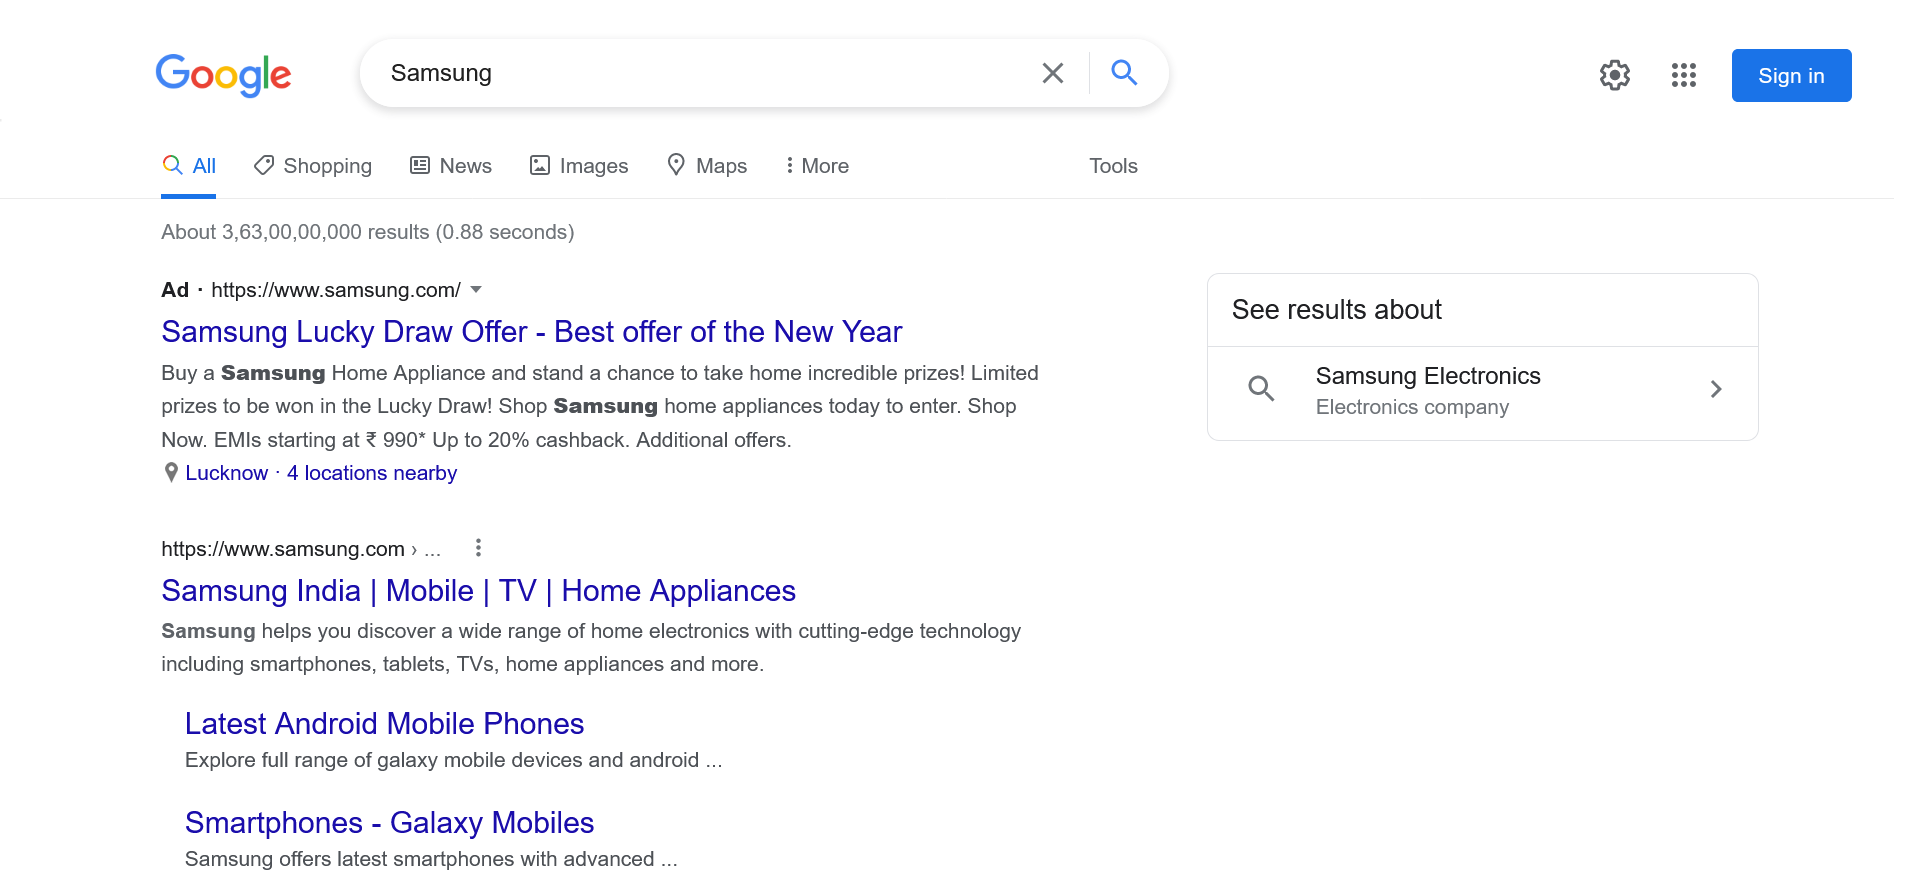 Google
Samsung
Sign in
All
Shopping
News
Images
Maps
More
Tools
About 3,63,00,00,000 results (0.88 seconds)
Ad · https://www.samsung.com/
Samsung Lucky Draw Offer - Best offer of the New Year
Buy a Samsung Home Appliance and stand a chance to take home incredible prizes! Limited
prizes to be won in the Lucky Draw! Shop Samsung home appliances today to enter. Shop
Now. EMIs starting at ₹ 990* Up to 20% cashback. Additional offers.
Lucknow · 4 locations nearby
See results about
Samsung Electronics
Electronics company
https://www.samsung.com › ...
Samsung India | Mobile | TV | Home Appliances
Samsung helps you discover a wide range of home electronics with cutting-edge technology
including smartphones, tablets, TVs, home appliances and more.
Latest Android Mobile Phones
Explore full range of galaxy mobile devices and android ...
Smartphones - Galaxy Mobiles
Samsung offers latest smartphones with advanced ...